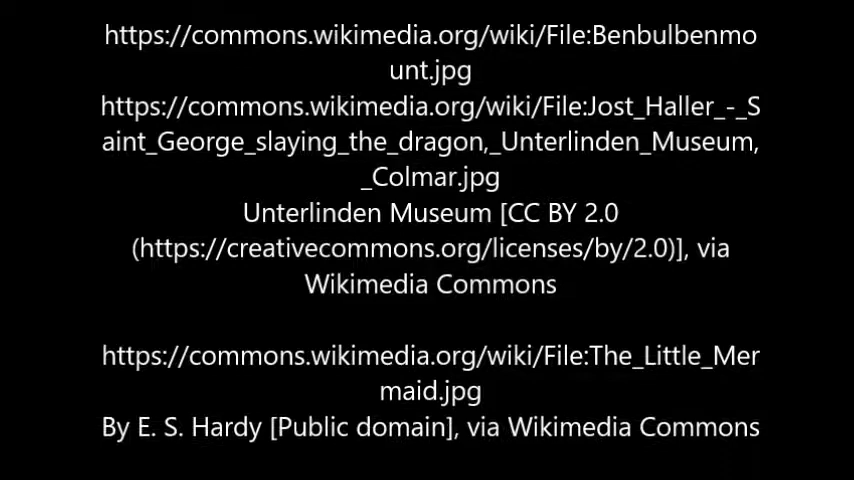 https://commons.wikimedia.org/wiki/File:Benbulbenmo
unt.jpg
https://commons.wikimedia.org/wiki/File:Jost_Haller_-_S
aint_George_slaying_the_dragon,_Unterlinden_Museum,
_Colmar.jpg
Unterlinden Museum [CC BY 2.0
(https://creativecommons.org/licenses/by/2.0)], via
Wikimedia Commons
https://commons.wikimedia.org/wiki/File:The_Little_Mer
maid.jpg
By E. S. Hardy [Public domain], via Wikimedia Commons